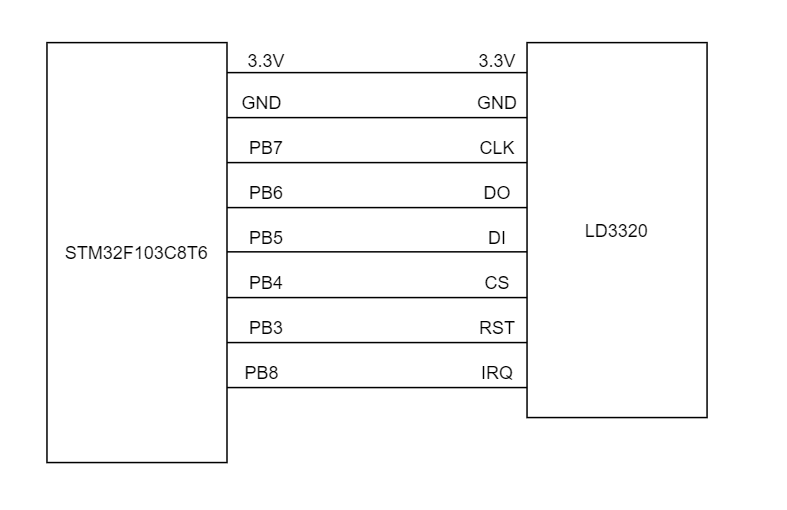 3.3V 3.3V
GND GND
PB7 CLK
PB6 DO
PB5 DI
STM32F103C8T6
LD3320
PB4 CS
PB3 RST
PB8 IRQ